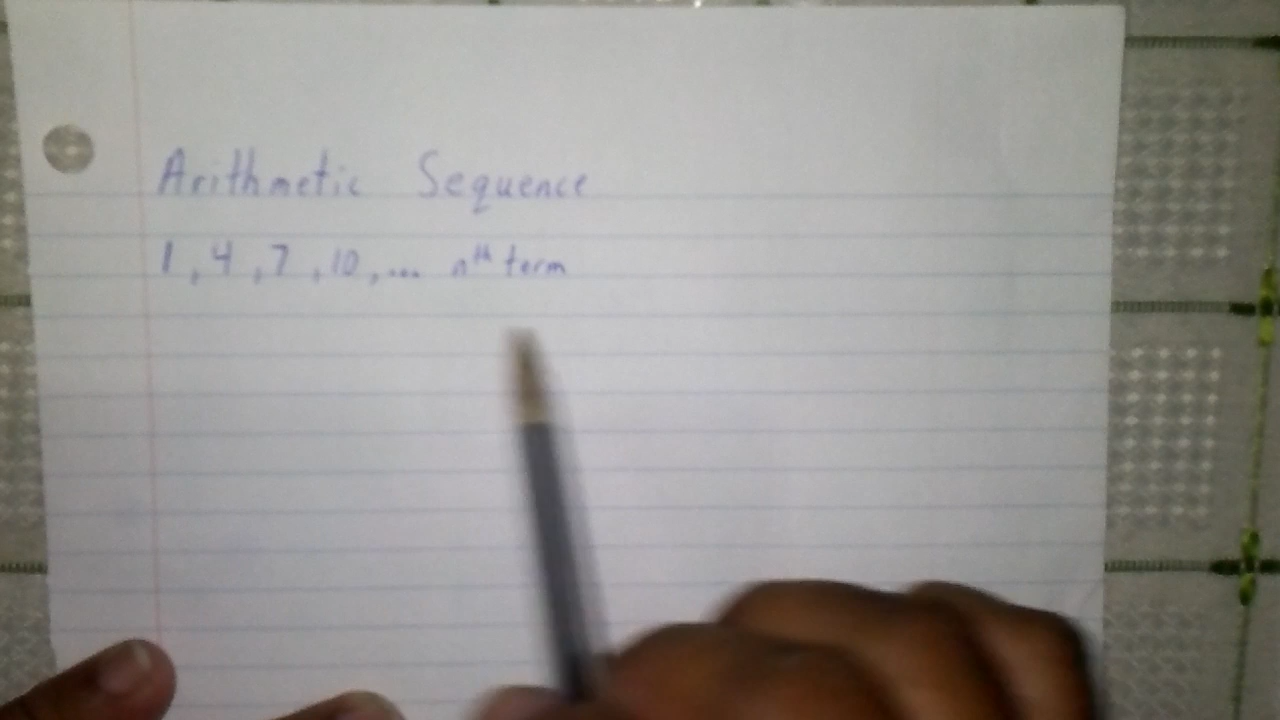 Arithmetic Sequence
1, 4, 7, 10, ... nth term